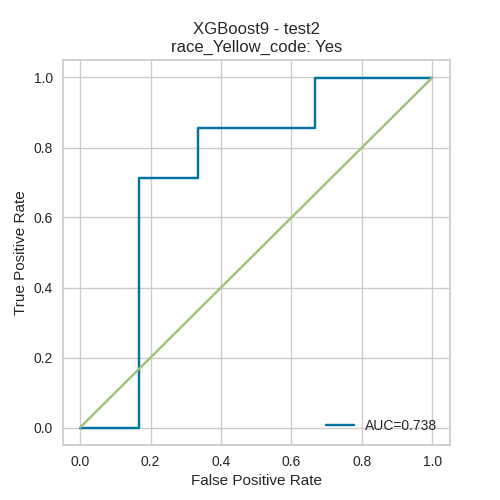 XGBoost9 - test2
race_Yellow_code: Yes
1.0
0.8
0.6
0.4
0.2
0.0
True Positive Rate
AUC=0.738
0.0 0.2 0.4 0.6 0.8 1.0
False Positive Rate